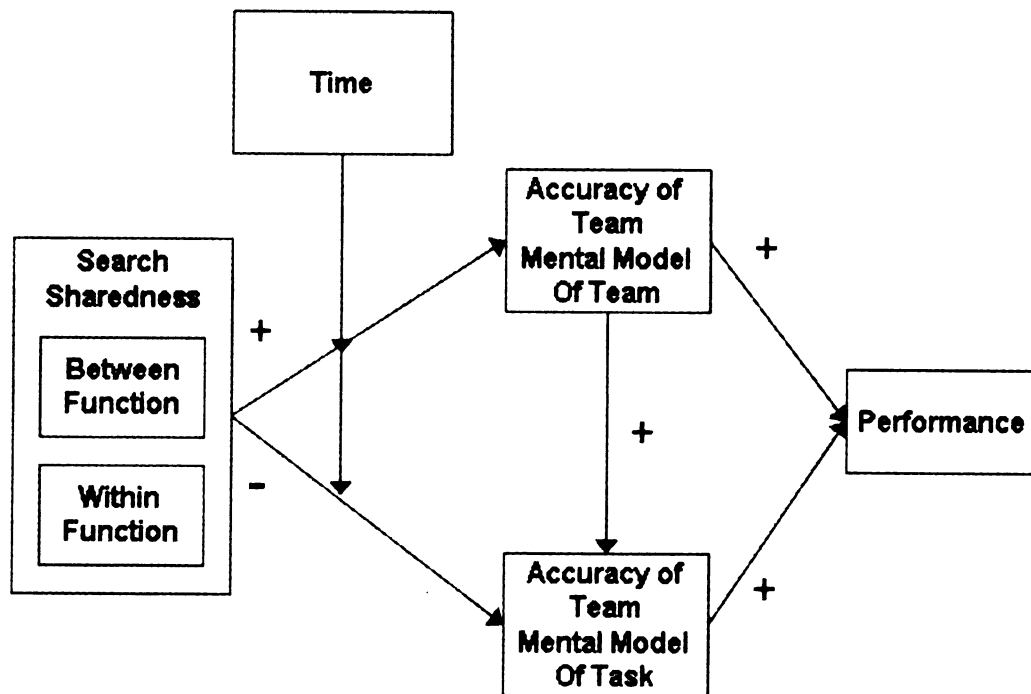 Time
Accuracy of
Team
Mental Model
Of Team
+
Search
Sharedness
+
Between
Function
Performance
+
-
Within
Function
Accuracy of
Team
Mental Model
Of Task
+